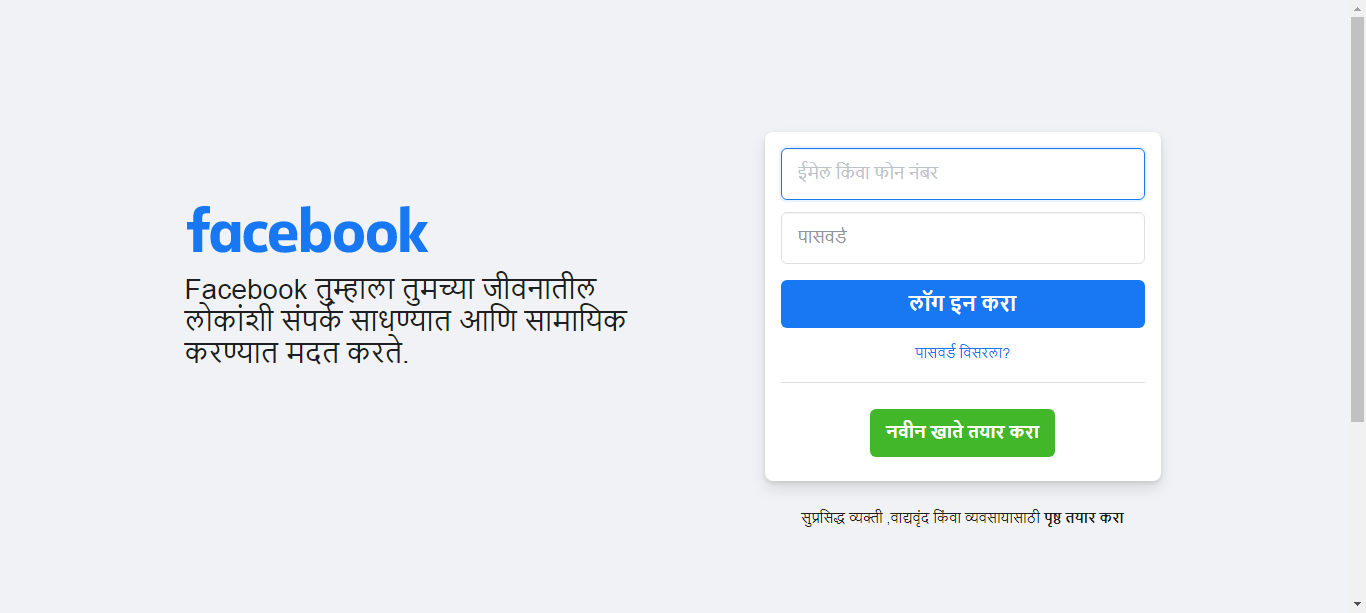 facebook
Facebook तुम्हाला तुमच्या जीवनातील
लोकांशी संपर्क साधण्यात आणि सामायिक
करण्यात मदत करते.
ईमेल किंवा फोन नंबर
पासवर्ड
लॉग इन करा
पासवर्ड विसरला?
नवीन खाते तयार करा
सुप्रसिद्ध व्यक्ती ,वाद्यवृंद किंवा व्यवसायासाठी पृष्ठ तयार करा